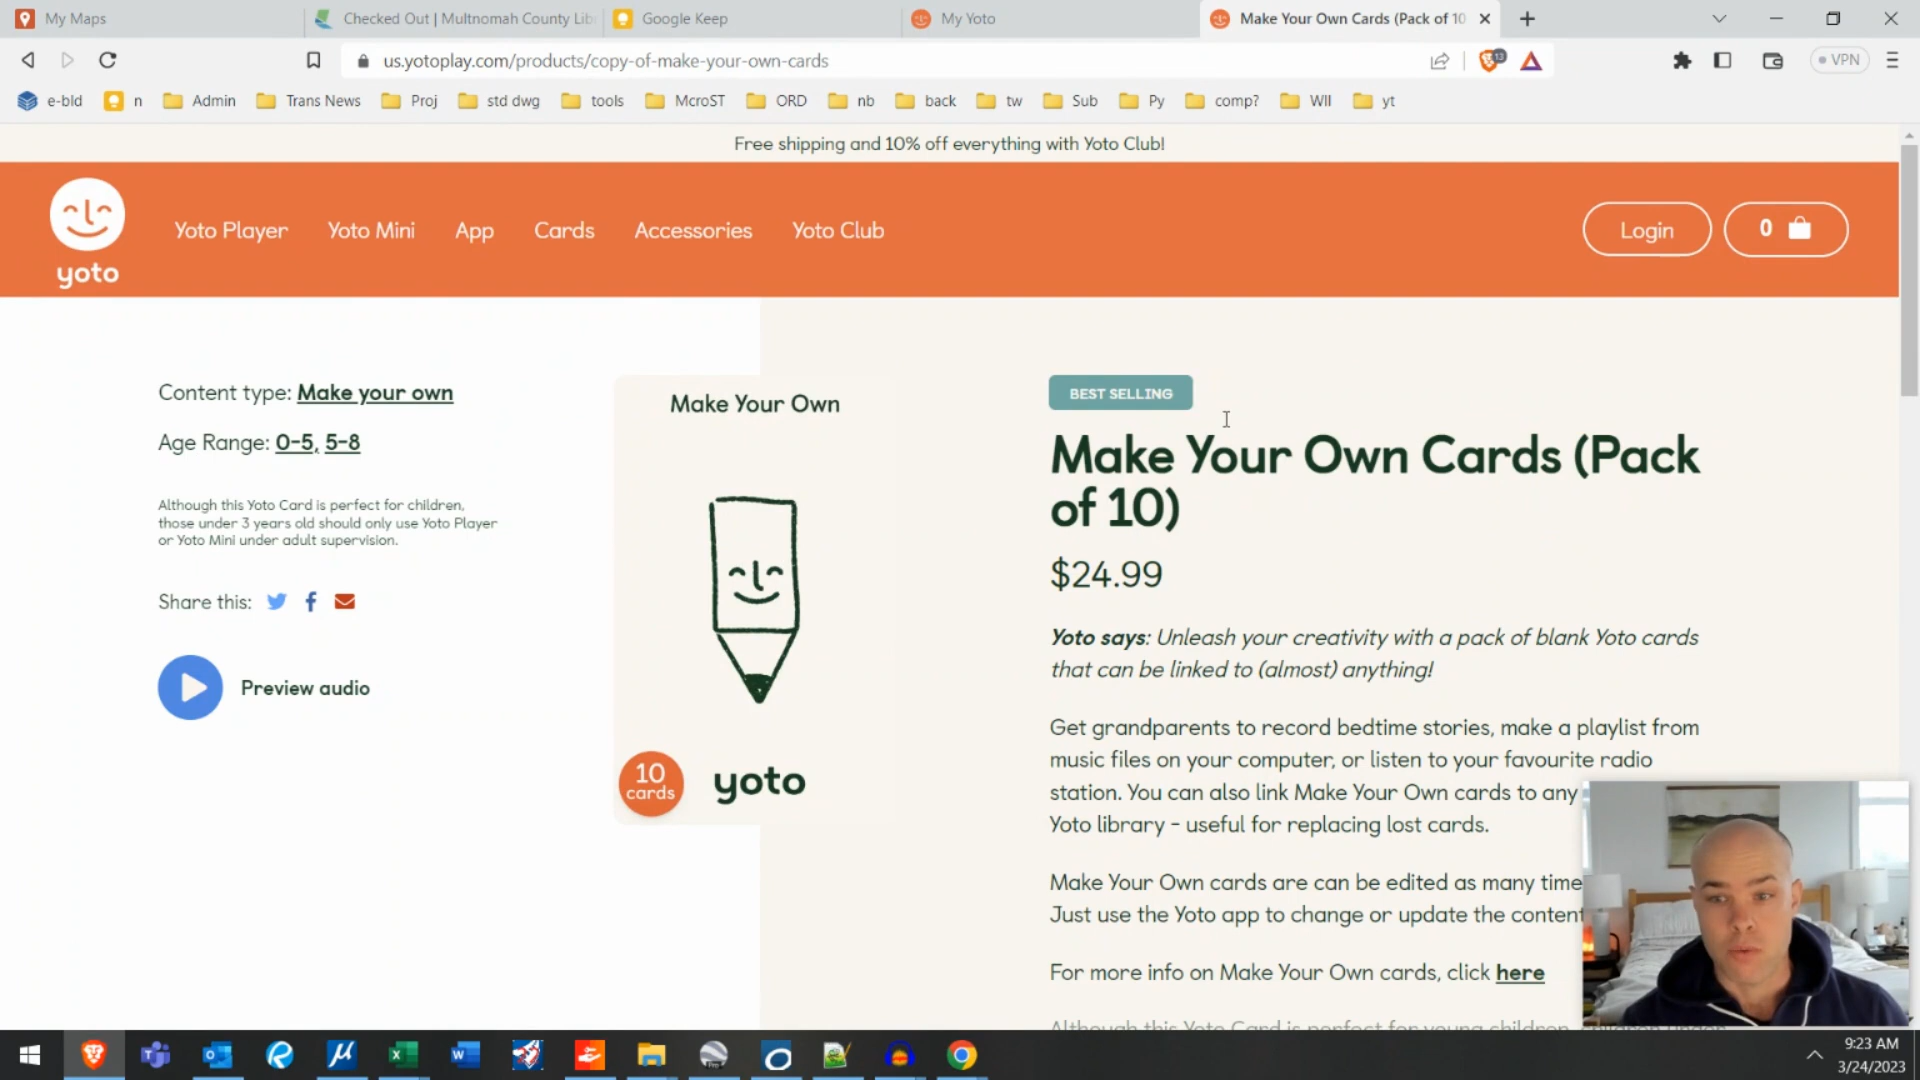 My Maps
Checked Out | Multnomah County Lib
Google Keep
My Yoto
Make Your Own Cards (Pack of 10
us.yotoplay.com/products/copy-of-make-your-own-cards
13
VPN
e-bld
n
Admin
Trans News
Proj
std dwg
tools
McroST
ORD
nb
back
tw
Sub
Py
comp?
WII
yt
Free shipping and 10% off everything with Yoto Club!
yoto
Yoto Player
Yoto Mini
App
Cards
Accessories
Yoto Club
Login
0
Content type: Make your own
Age Range: 0-5, 5-8
Although this Yoto Card is perfect for children,
those under 3 years old should only use Yoto Player
or Yoto Mini under adult supervision.
Share this:
Preview audio
Make Your Own
10
cards
yoto
BEST SELLING
Make Your Own Cards (Pack
of 10)
$24.99
Yoto says: Unleash your creativity with a pack of blank Yoto cards
that can be linked to (almost) anything!
Get grandparents to record bedtime stories, make a playlist from
music files on your computer, or listen to your favourite radio
station. You can also link Make Your Own cards to any
Yoto library - useful for replacing lost cards.
Make Your Own cards are can be edited as many time
Just use the Yoto app to change or update the content
For more info on Make Your Own cards, click here
Although this Yoto Card is perfect for young children,
9:23 AM
3/24/2023